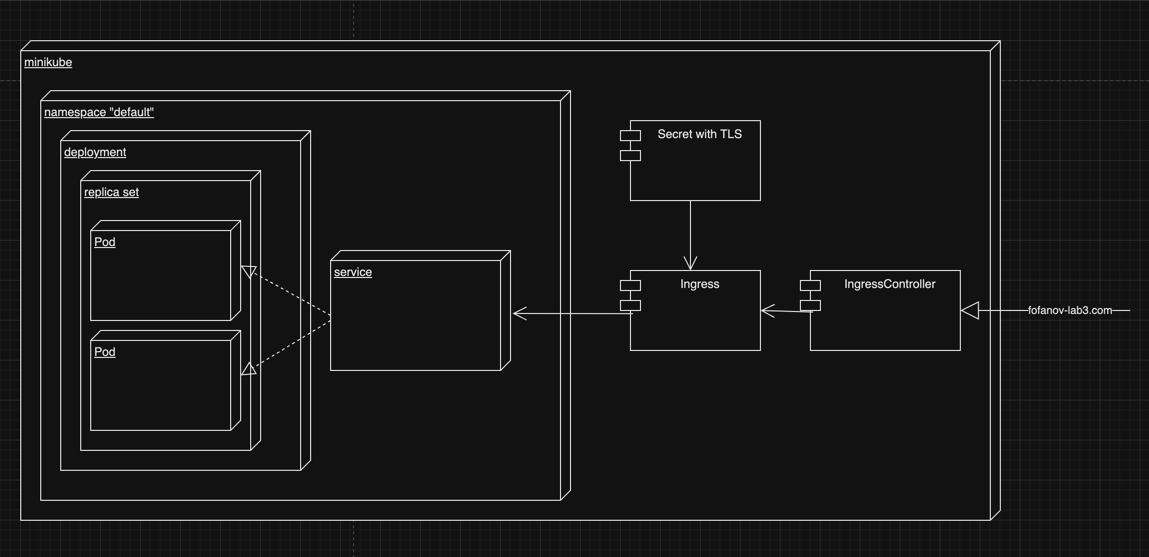 minikube
namespace "default"
deployment
replica set
Pod
Pod
service
Secret with TLS
Ingress
IngressController
fofanov-lab3.com